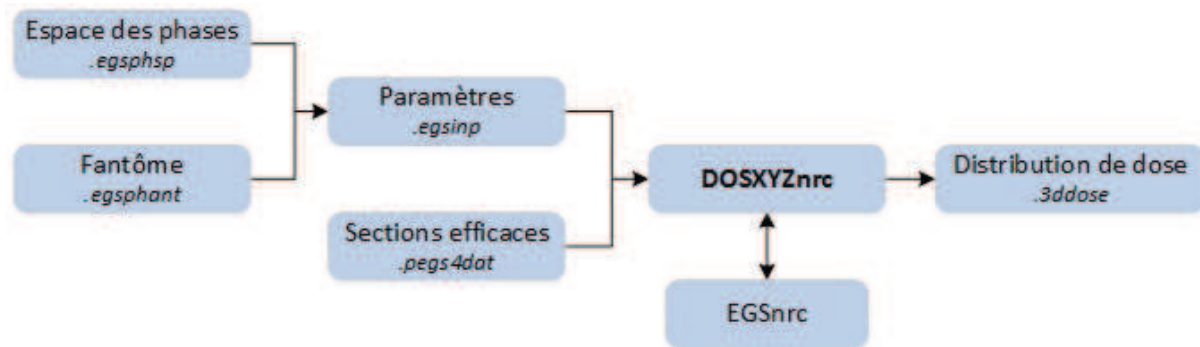 Espace des phases
.egsphsp
Fantôme
.egsphant
Paramètres
.egsinp
Sections efficaces
.pegs4dat
DOSXYZnrc
EGSnrc
Distribution de dose
.3ddose